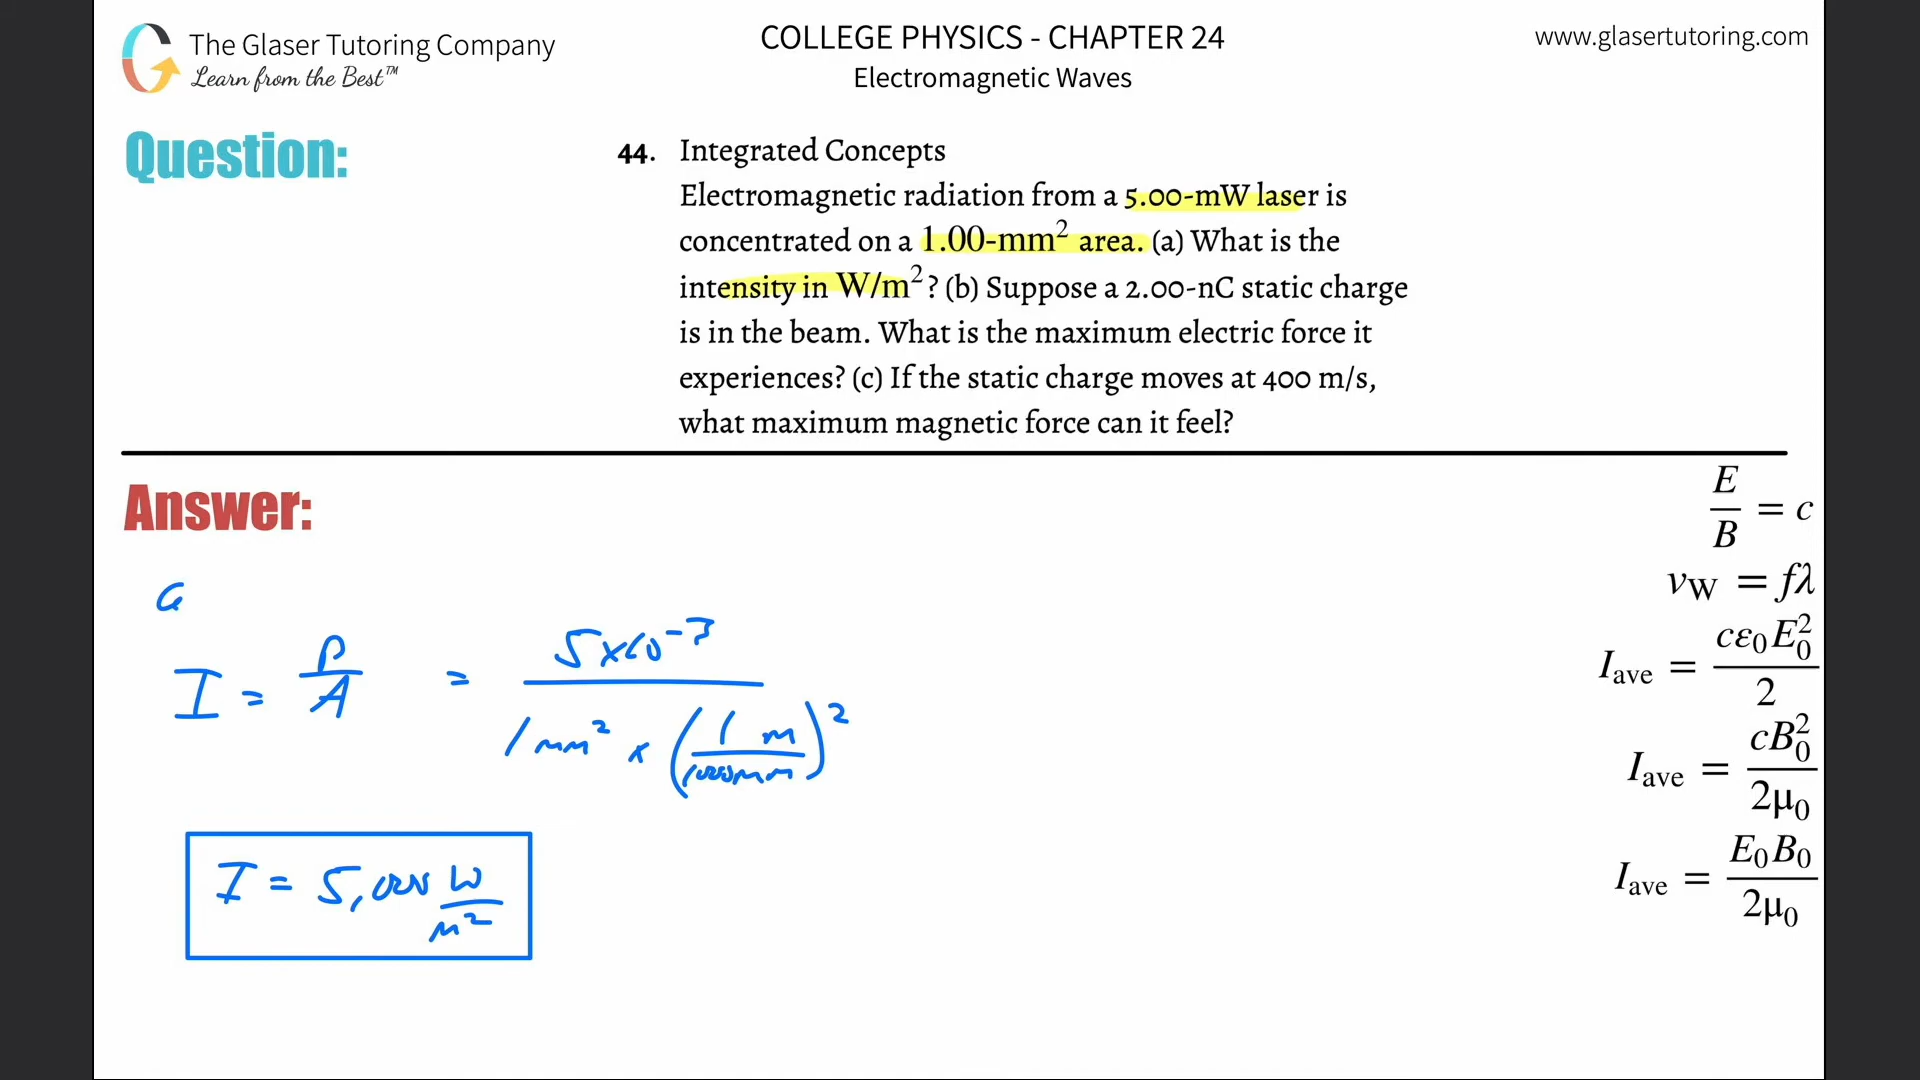 The Glaser Tutoring Company
Learn from the Best™
COLLEGE PHYSICS - CHAPTER 24
Electromagnetic Waves
www.glasertutoring.com
Question:
44. Integrated Concepts
Electromagnetic radiation from a 5.00-mW laser is
concentrated on a 1.00-mm² area. (a) What is the
intensity in W/m²? (b) Suppose a 2.00-nC static charge
is in the beam. What is the maximum electric force it
experiences? (c) If the static charge moves at 400 m/s,
what maximum magnetic force can it feel?
Answer:
E/B = c
v_W = fλ
I_ave = cε₀E₀²/2
I_ave = cB₀²/2μ₀
I_ave = E₀B₀/2μ₀
a
I = P/A = 5x10⁻³/1mm² x (1 m/1000mm)²
I = 5,000 W/m²